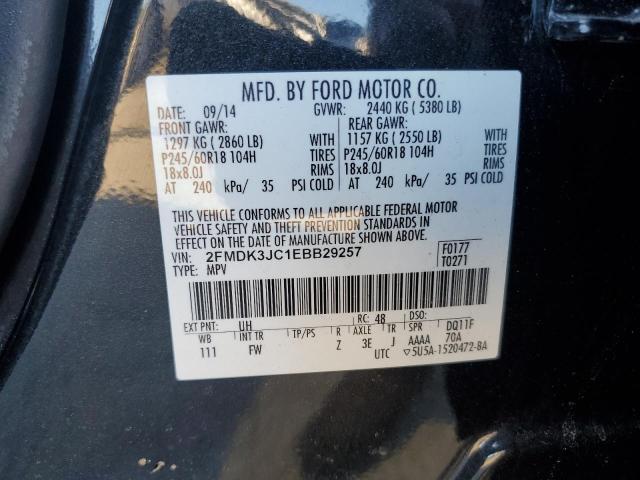 MFD. BY FORD MOTOR CO.
DATE: 09/14 GVWR: 2440 KG ( 5380 LB)
FRONT GAWR: REAR GAWR:
1297 KG ( 2860 LB) WITH 1157 KG ( 2550 LB) WITH
P245/60R18 104H TIRES P245/60R18 104H TIRES
18x8.0J RIMS 18x8.0J RIMS
AT 240 kPa/ 35 PSI COLD AT 240 kPa/ 35 PSI COLD
THIS VEHICLE CONFORMS TO ALL APPLICABLE FEDERAL MOTOR
VEHICLE SAFETY AND THEFT PREVENTION STANDARDS IN
EFFECT ON THE DATE OF MANUFACTURE SHOWN ABOVE.
VIN: 2FMDK3JC1EBB29257 F0177
TYPE: MPV T0271
EXT PNT: UH RC: 48 DSO:
WB INT TR TP/PS R AXLE TR SPR DQ11F
111 FW Z 3E J AAAA 70A
UTC ▽5U5A-1520472-BA